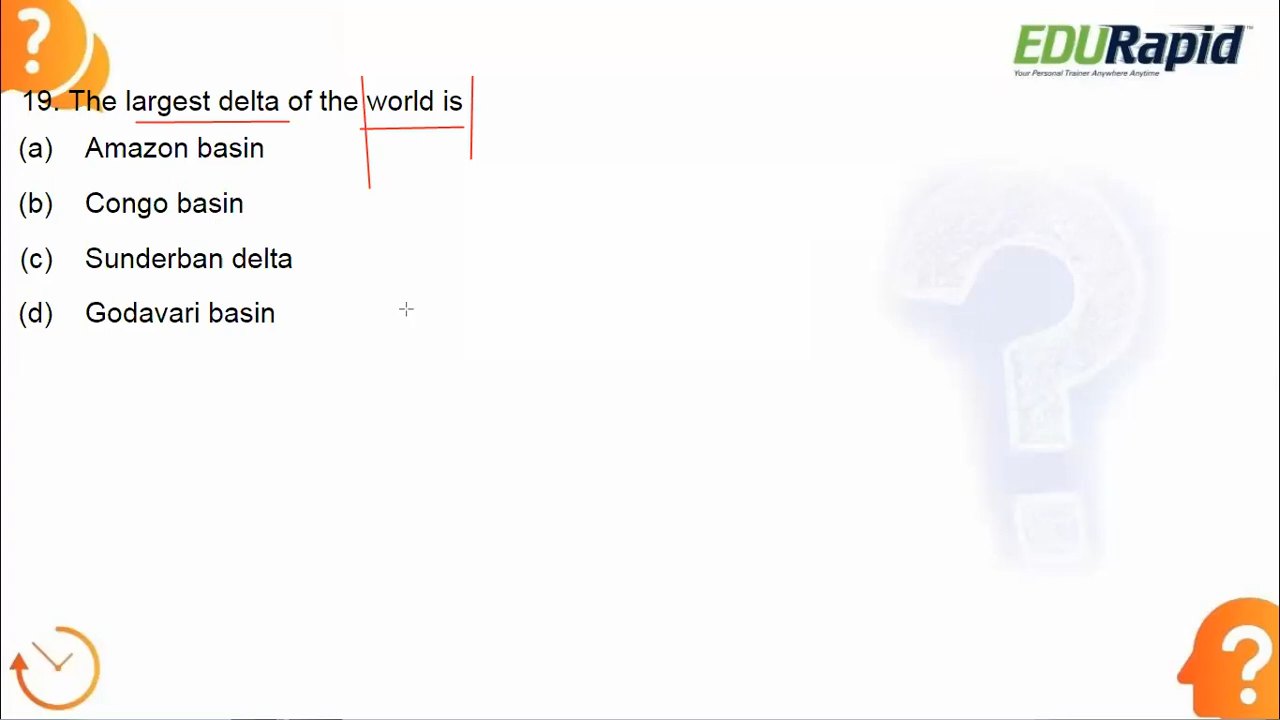 EDURapid™
Your Personal Trainer Anywhere Anytime
19. The largest delta of the world is
(a) Amazon basin
(b) Congo basin
(c) Sunderban delta
(d) Godavari basin